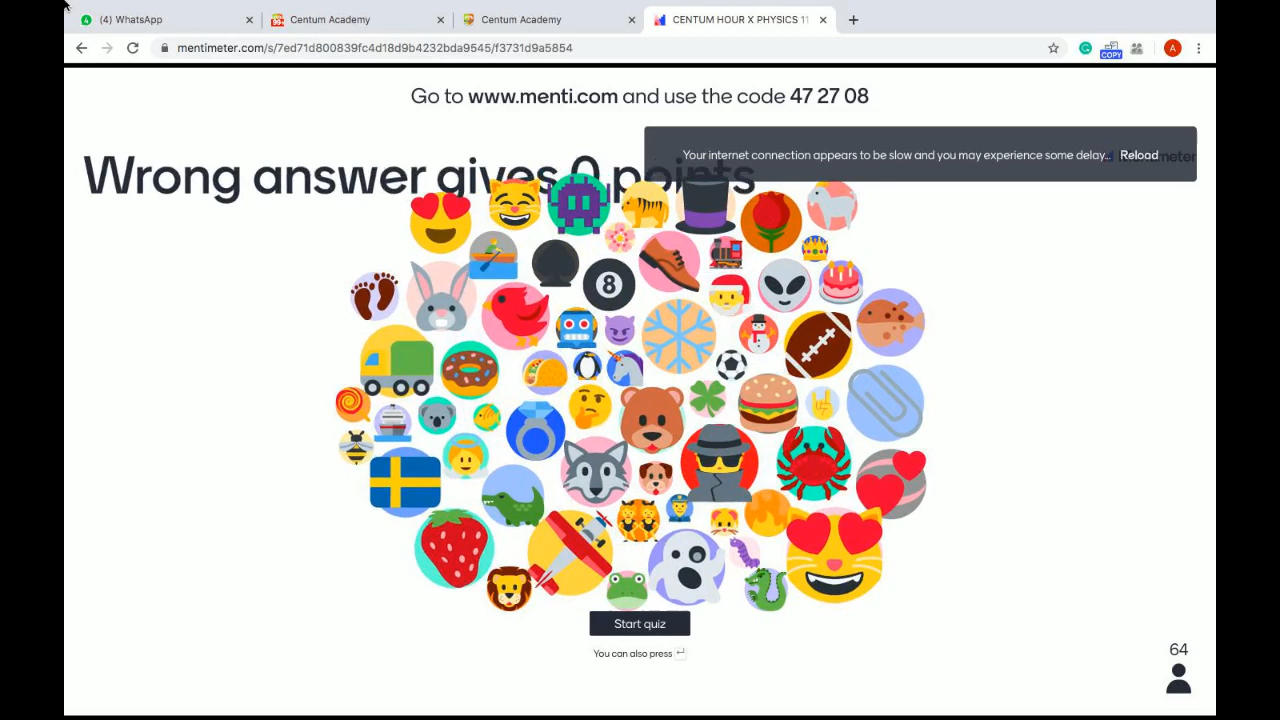 (4) WhatsApp
Centum Academy
Centum Academy
CENTUM HOUR X PHYSICS 11
mentimeter.com/s/7ed71d800839fc4d18d9b4232bda9545/f3731d9a5854
COPY
A
Go to www.menti.com and use the code 47 27 08
Your internet connection appears to be slow and you may experience some delay... Reload
Wrong answer gives 0 points
8
Start quiz
You can also press
64